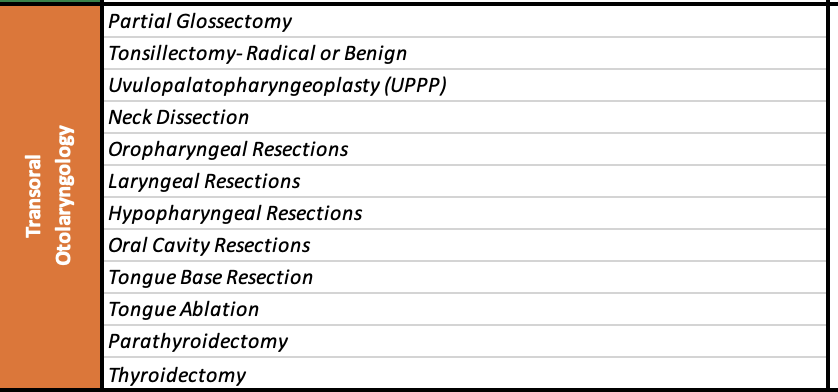 Transoral
Otolaryngology
Partial Glossectomy
Tonsillectomy- Radical or Benign
Uvulopalatopharyngeoplasty (UPPP)
Neck Dissection
Oropharyngeal Resections
Laryngeal Resections
Hypopharyngeal Resections
Oral Cavity Resections
Tongue Base Resection
Tongue Ablation
Parathyroidectomy
Thyroidectomy